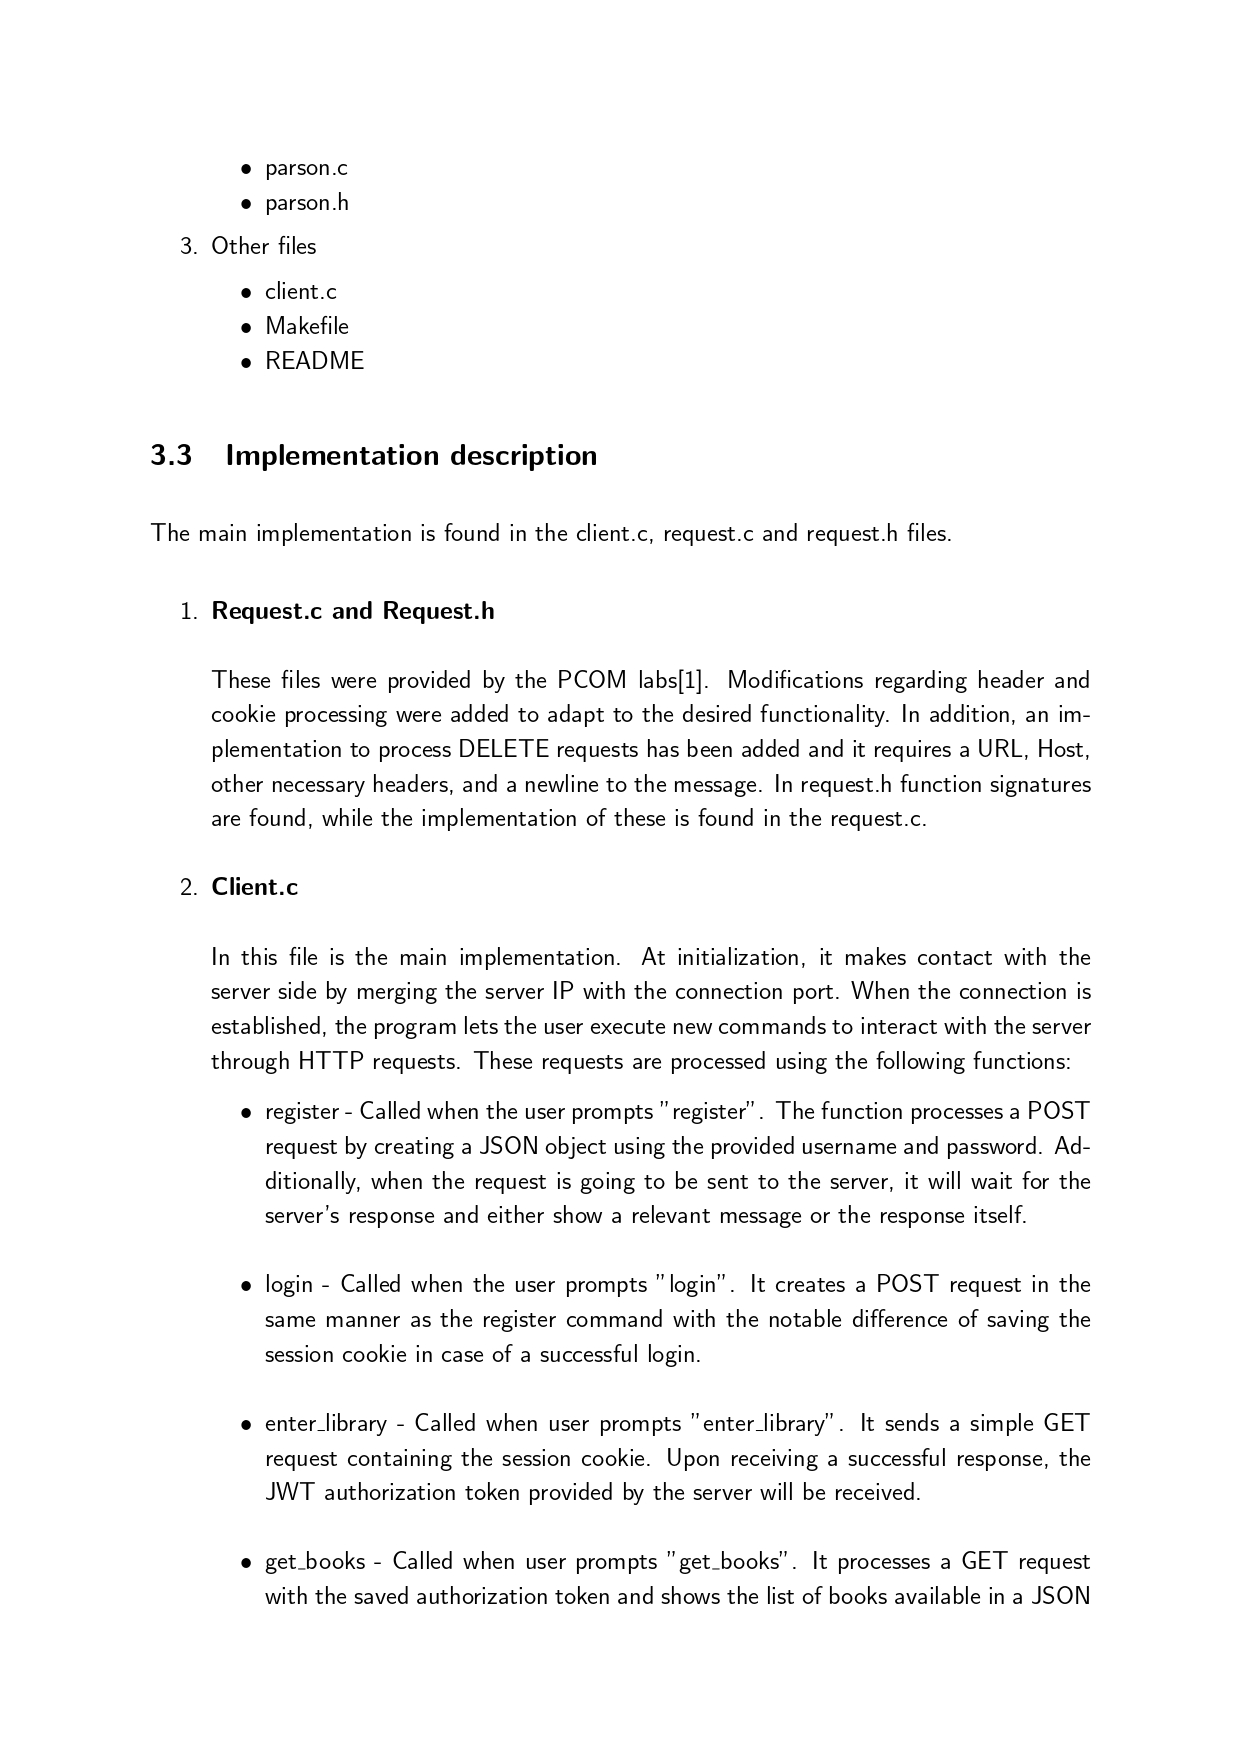 • parson.c
• parson.h
3. Other files
• client.c
• Makefile
• README
3.3 Implementation description
The main implementation is found in the client.c, request.c and request.h files.
1. Request.c and Request.h
These files were provided by the PCOM labs[1]. Modifications regarding header and
cookie processing were added to adapt to the desired functionality. In addition, an im-
plementation to process DELETE requests has been added and it requires a URL, Host,
other necessary headers, and a newline to the message. In request.h function signatures
are found, while the implementation of these is found in the request.c.
2. Client.c
In this file is the main implementation. At initialization, it makes contact with the
server side by merging the server IP with the connection port. When the connection is
established, the program lets the user execute new commands to interact with the server
through HTTP requests. These requests are processed using the following functions:
• register - Called when the user prompts ”register”. The function processes a POST
request by creating a JSON object using the provided username and password. Ad-
ditionally, when the request is going to be sent to the server, it will wait for the
server’s response and either show a relevant message or the response itself.
• login - Called when the user prompts ”login”. It creates a POST request in the
same manner as the register command with the notable difference of saving the
session cookie in case of a successful login.
• enter_library - Called when user prompts ”enter_library”. It sends a simple GET
request containing the session cookie. Upon receiving a successful response, the
JWT authorization token provided by the server will be received.
• get_books - Called when user prompts ”get_books”. It processes a GET request
with the saved authorization token and shows the list of books available in a JSON